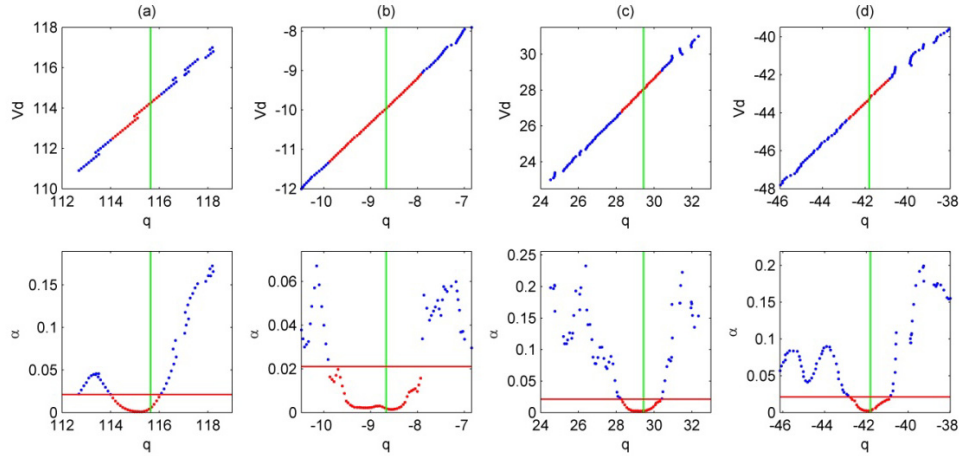 (a) (b) (c) (d)
Vd 118 116 114 112 110
112 114 116 118
q
Vd -8 -9 -10 -11 -12
-10 -9 -8 -7
q
Vd 30 28 26 24
24 26 28 30 32
q
Vd -40 -42 -44 -46 -48
-46 -44 -42 -40 -38
q
α 0.15 0.1 0.05 0
112 114 116 118
q
0.06 0.04 0.02 0
-10 -9 -8 -7
q
α 0.25 0.2 0.15 0.1 0.05 0
24 26 28 30 32
q
α 0.2 0.15 0.1 0.05 0
-46 -44 -42 -40 -38
q